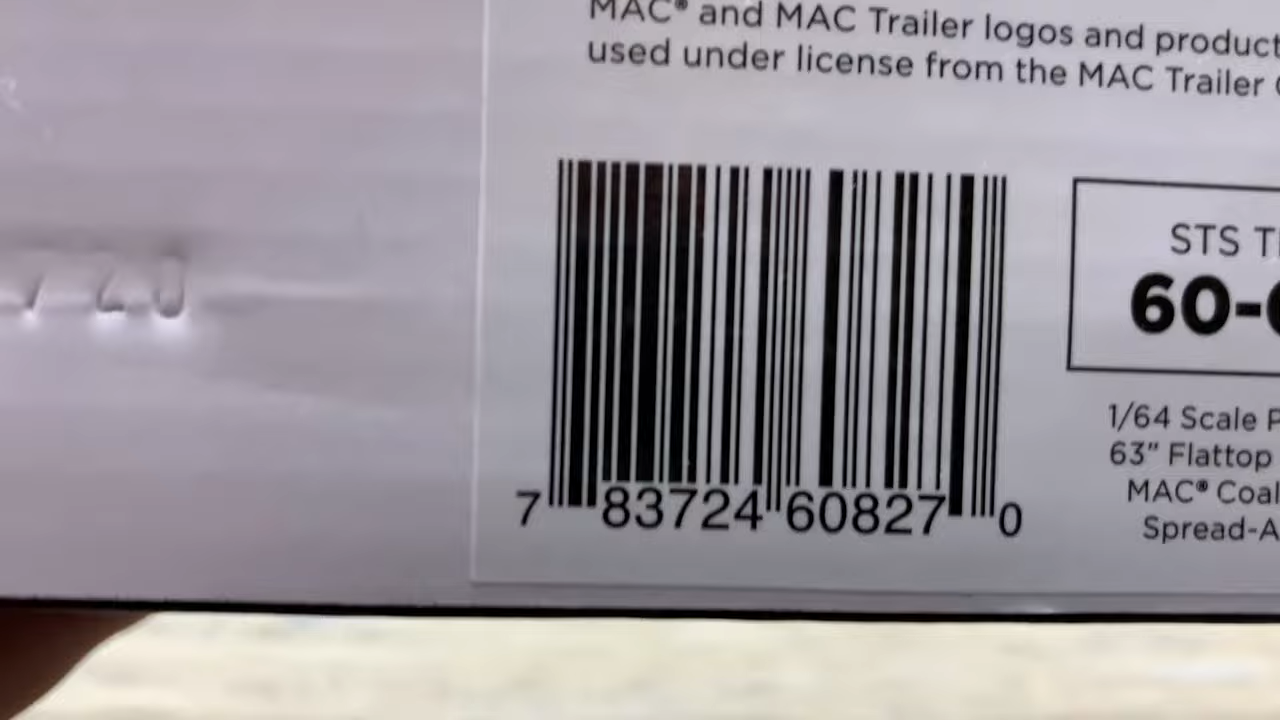 MAC® and MAC Trailer logos and product
used under license from the MAC Trailer
7 83724 60827 0
STS T
60-
1/64 Scale P
63" Flattop
MAC® Coal
Spread-A